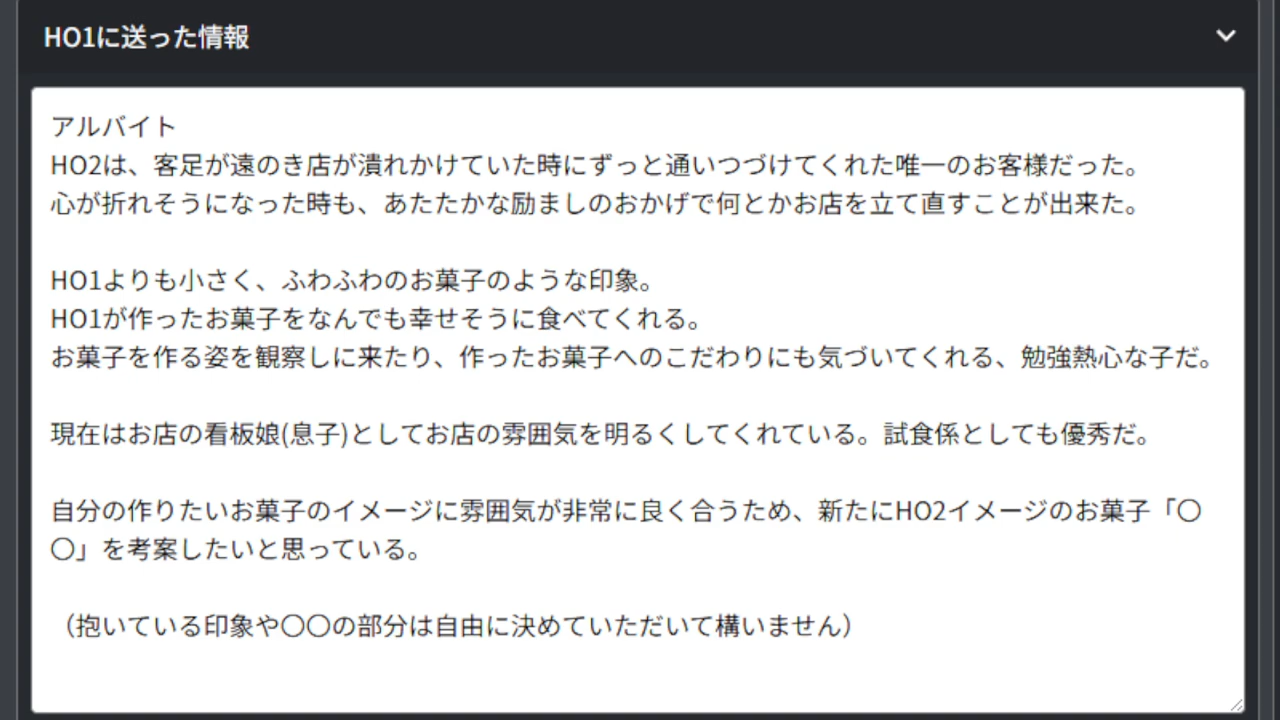 HO1に送った情報
アルバイト
HO2は、客足が遠のき店が潰れかけていた時にずっと通いつづけてくれた唯一のお客様だった。
心が折れそうになった時も、あたたかな励ましのおかげで何とかお店を立て直すことが出来た。
HO1よりも小さく、ふわふわのお菓子のような印象。
HO1が作ったお菓子をなんでも幸せそうに食べてくれる。
お菓子を作る姿を観察しに来たり、作ったお菓子へのこだわりにも気づいてくれる、勉強熱心な子だ。
現在はお店の看板娘(息子)としてお店の雰囲気を明るくしてくれている。試食係としても優秀だ。
自分の作りたいお菓子のイメージに雰囲気が非常に良く合うため、新たにHO2イメージのお菓子「〇
〇」を考案したいと思っている。
（抱いている印象や〇〇の部分は自由に決めていただいて構いません）